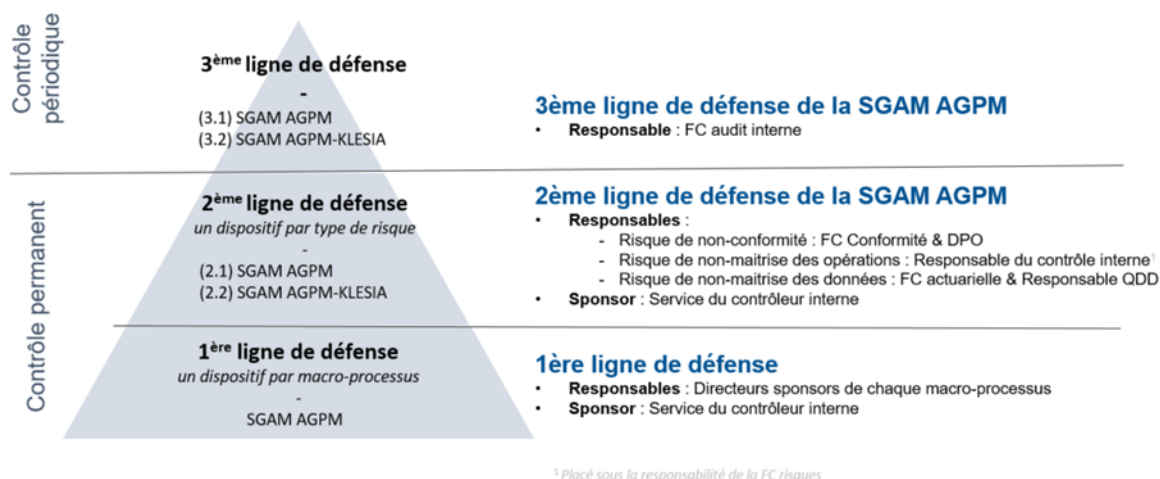 Contrôle
périodique
3ème ligne de défense
-
(3.1) SGAM AGPM
(3.2) SGAM AGPM-KLESIA
3ème ligne de défense de la SGAM AGPM
• Responsable : FC audit interne
Contrôle permanent
2ème ligne de défense
un dispositif par type de risque
-
(2.1) SGAM AGPM
(2.2) SGAM AGPM-KLESIA
2ème ligne de défense de la SGAM AGPM
• Responsables :
- Risque de non-conformité : FC Conformité & DPO
- Risque de non-maitrise des opérations : Responsable du contrôle interne¹
- Risque de non-maitrise des données : FC actuarielle & Responsable QDD
• Sponsor : Service du contrôleur interne
1ère ligne de défense
un dispositif par macro-processus
-
SGAM AGPM
1ère ligne de défense
• Responsables : Directeurs sponsors de chaque macro-processus
• Sponsor : Service du contrôleur interne
¹ Placé sous la responsabilité de la FC risques